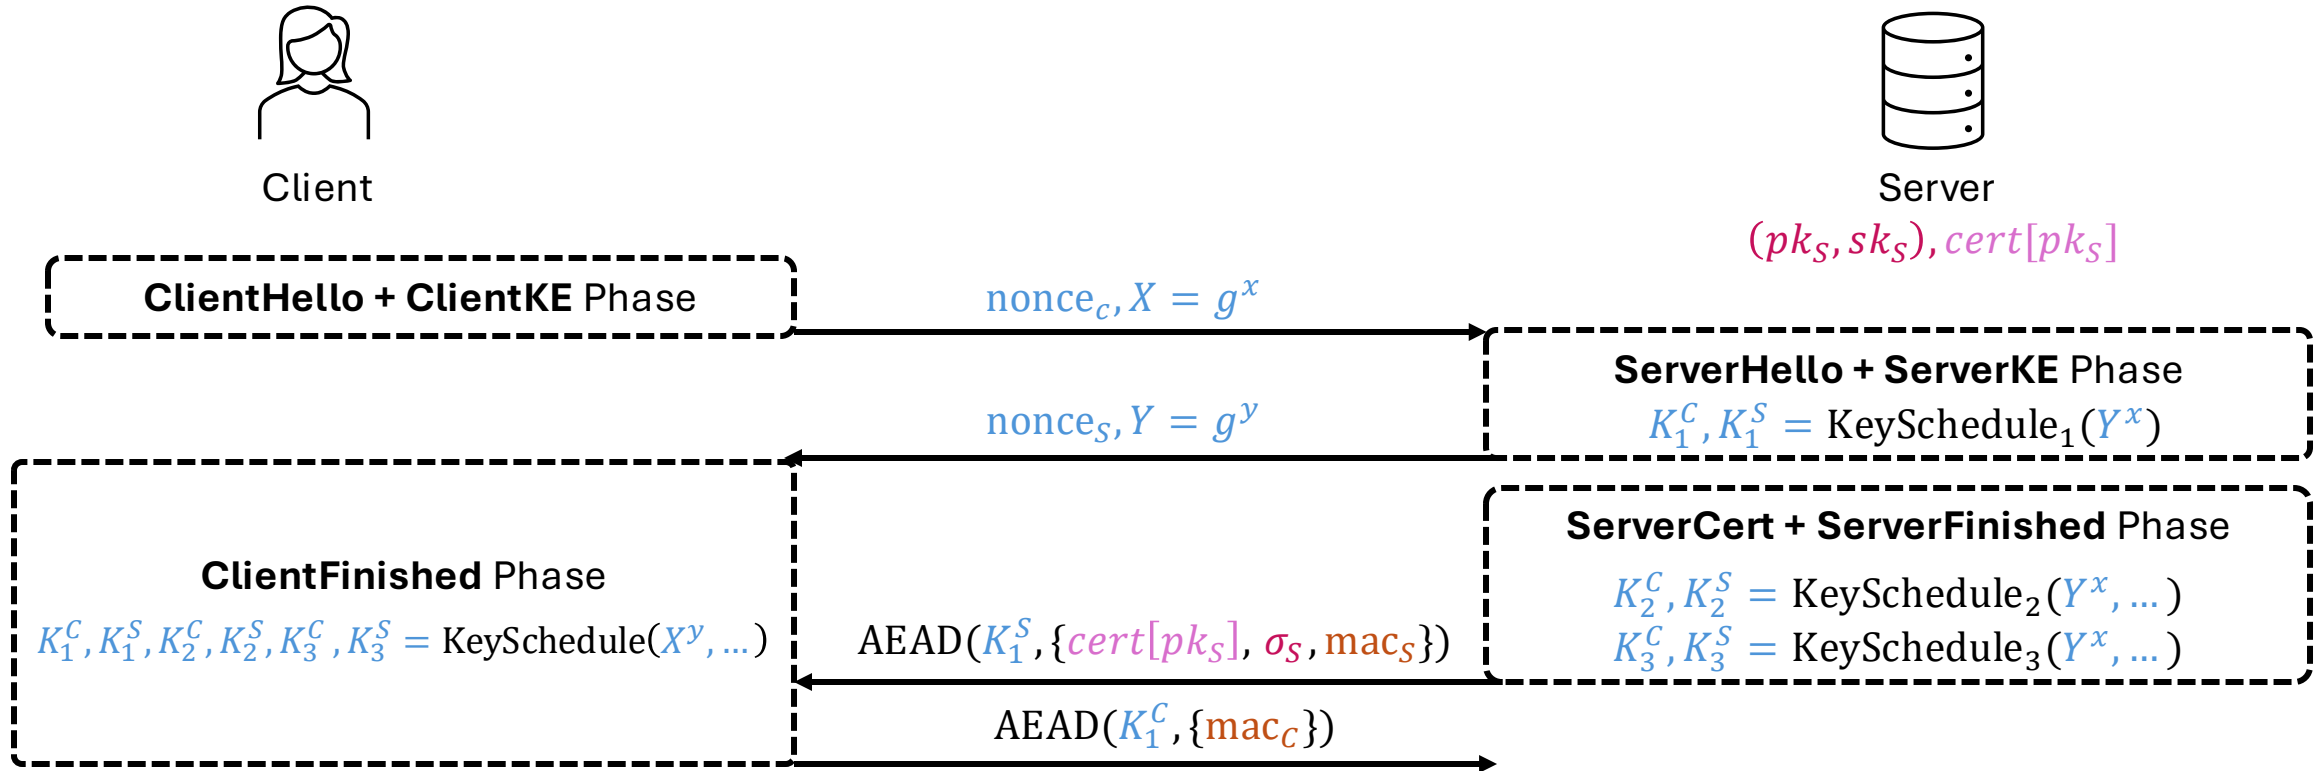 Client
Server
(pk_S, sk_S), cert[pk_S]
ClientHello + ClientKE Phase
nonce_c, X = g^x
ServerHello + ServerKE Phase
K_1^C, K_1^S = KeySchedule_1(Y^x)
nonce_S, Y = g^y
ServerCert + ServerFinished Phase
K_2^C, K_2^S = KeySchedule_2(Y^x, …)
K_3^C, K_3^S = KeySchedule_3(Y^x, …)
ClientFinished Phase
K_1^C, K_1^S, K_2^C, K_2^S, K_3^C, K_3^S = KeySchedule(X^y, …)
AEAD(K_1^S, {cert[pk_S], σ_S, mac_S})
AEAD(K_1^C, {mac_C})